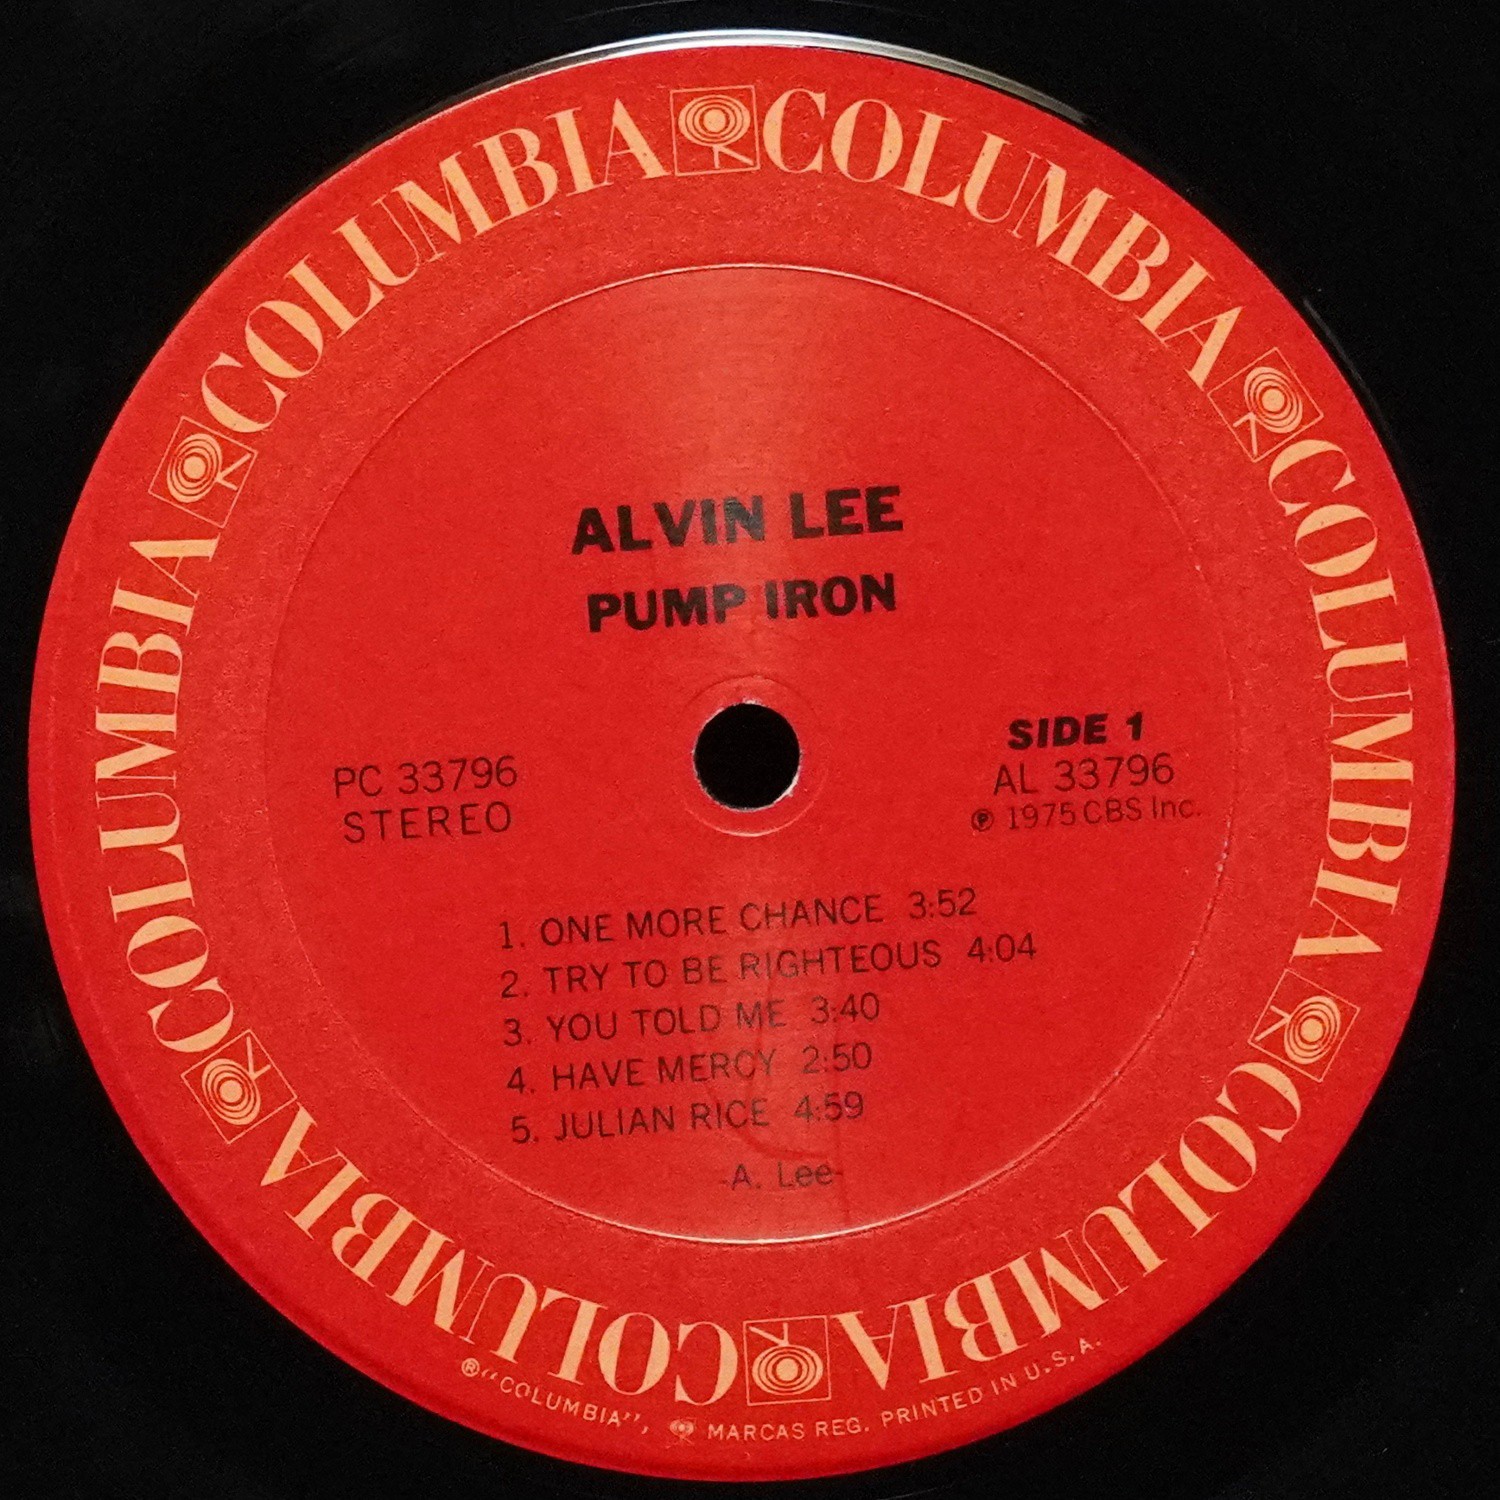 COLUMBIA COLUMBIA COLUMBIA COLUMBIA COLUMBIA COLUMBIA
ALVIN LEE
PUMP IRON
PC 33796
STEREO
SIDE 1
AL 33796
℗ 1975 CBS Inc.
1. ONE MORE CHANCE 3:52
2. TRY TO BE RIGHTEOUS 4:04
3. YOU TOLD ME 3:40
4. HAVE MERCY 2:50
5. JULIAN RICE 4:59
-A. Lee-
® "COLUMBIA", MARCAS REG. PRINTED IN U.S.A.